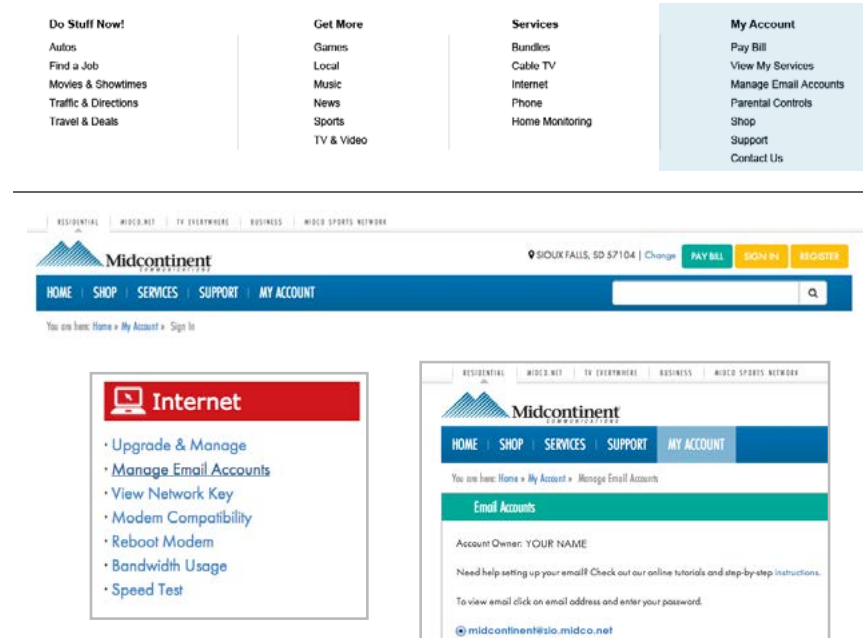 Do Stuff Now!
Autos
Find a Job
Movies & Showtimes
Traffic & Directions
Travel & Deals
Get More
Games
Local
Music
News
Sports
TV & Video
Services
Bundles
Cable TV
Internet
Phone
Home Monitoring
My Account
Pay Bill
View My Services
Manage Email Accounts
Parental Controls
Shop
Support
Contact Us
RESIDENTIAL MIDCO.NET TV EVERYWHERE BUSINESS MIDCO SPORTS NETWORK
Midcontinent
COMMUNICATIONS
SIOUX FALLS, SD 57104 | Change PAY BILL SIGN IN REGISTER
HOME SHOP SERVICES SUPPORT MY ACCOUNT
You are here: Home » My Account » Sign In
Internet
· Upgrade & Manage
· Manage Email Accounts
· View Network Key
· Modem Compatibility
· Reboot Modem
· Bandwidth Usage
· Speed Test
RESIDENTIAL MIDCO.NET TV EVERYWHERE BUSINESS MIDCO SPORTS NETWORK
Midcontinent
COMMUNICATIONS
HOME SHOP SERVICES SUPPORT MY ACCOUNT
You are here: Home » My Account » Manage Email Accounts
Email Accounts
Account Owner: YOUR NAME
Need help setting up your email? Check out our online tutorials and step-by-step instructions.
To view email click on email address and enter your password.
midcontinent@sio.midco.net